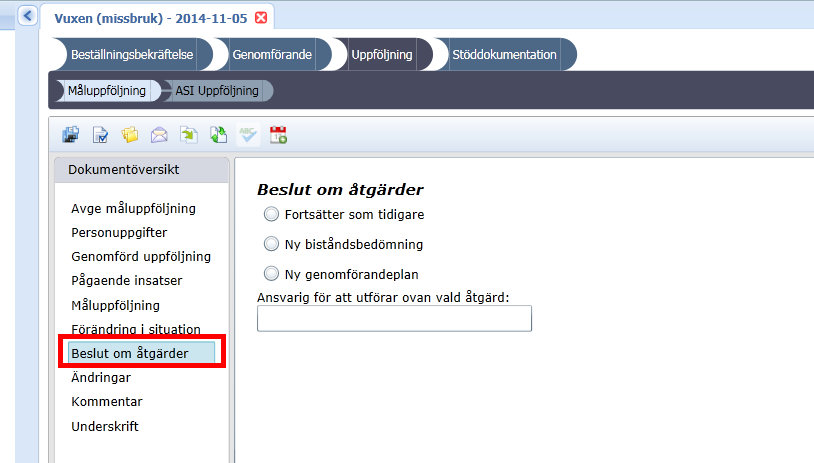 Vuxen (missbruk) - 2014-11-05
Beställningsbekräftelse Genomförande Uppföljning Stöddokumentation
Måluppföljning ASI Uppföljning
ABC
Dokumentöversikt
Avge måluppföljning
Personuppgifter
Genomförd uppföljning
Pågaende insatser
Måluppföljning
Förändring i situation
Beslut om åtgärder
Ändringar
Kommentar
Underskrift
Beslut om åtgärder
Fortsätter som tidigare
Ny biståndsbedömning
Ny genomförandeplan
Ansvarig för att utförar ovan vald åtgärd: